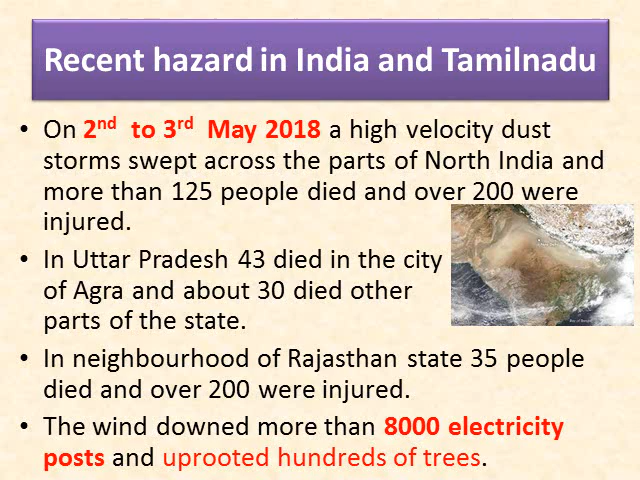 Recent hazard in India and Tamilnadu
• On 2nd to 3rd May 2018 a high velocity dust
storms swept across the parts of North India and
more than 125 people died and over 200 were
injured.
• In Uttar Pradesh 43 died in the city
of Agra and about 30 died other
parts of the state.
• In neighbourhood of Rajasthan state 35 people
died and over 200 were injured.
• The wind downed more than 8000 electricity
posts and uprooted hundreds of trees.